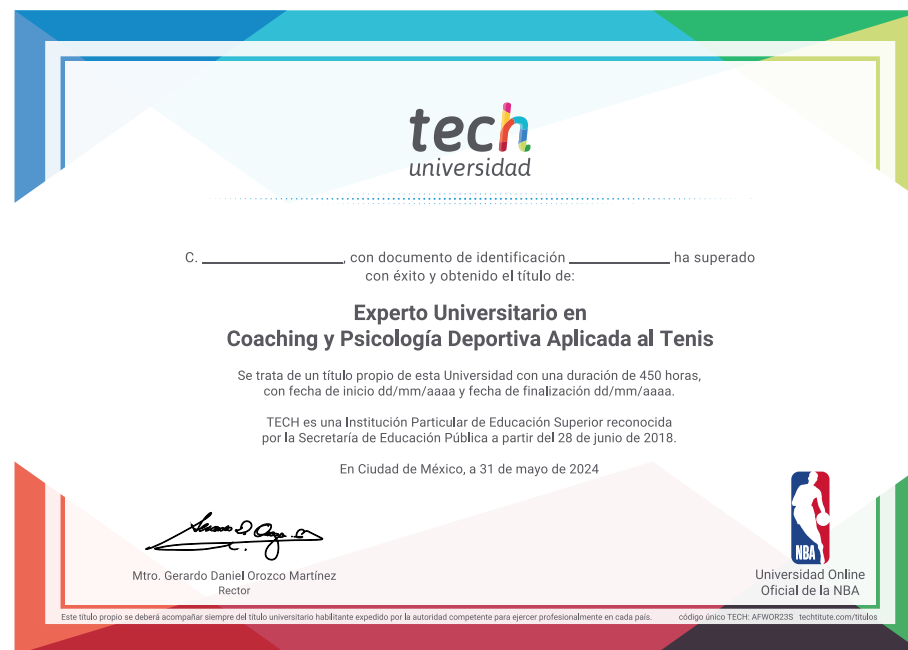 tech
universidad
C. ____________, con documento de identificación ____________ ha superado
con éxito y obtenido el título de:
Experto Universitario en
Coaching y Psicología Deportiva Aplicada al Tenis
Se trata de un título propio de esta Universidad con una duración de 450 horas,
con fecha de inicio dd/mm/aaaa y fecha de finalización dd/mm/aaaa.
TECH es una Institución Particular de Educación Superior reconocida
por la Secretaría de Educación Pública a partir del 28 de junio de 2018.
En Ciudad de México, a 31 de mayo de 2024
Mtro. Gerardo Daniel Orozco Martínez
Rector
NBA
Universidad Online
Oficial de la NBA
Este título propio se deberá acompañar siempre del título universitario habilitante expedido por la autoridad competente para ejercer profesionalmente en cada país. código único TECH: AFWOR23S techtitute.com/titulos